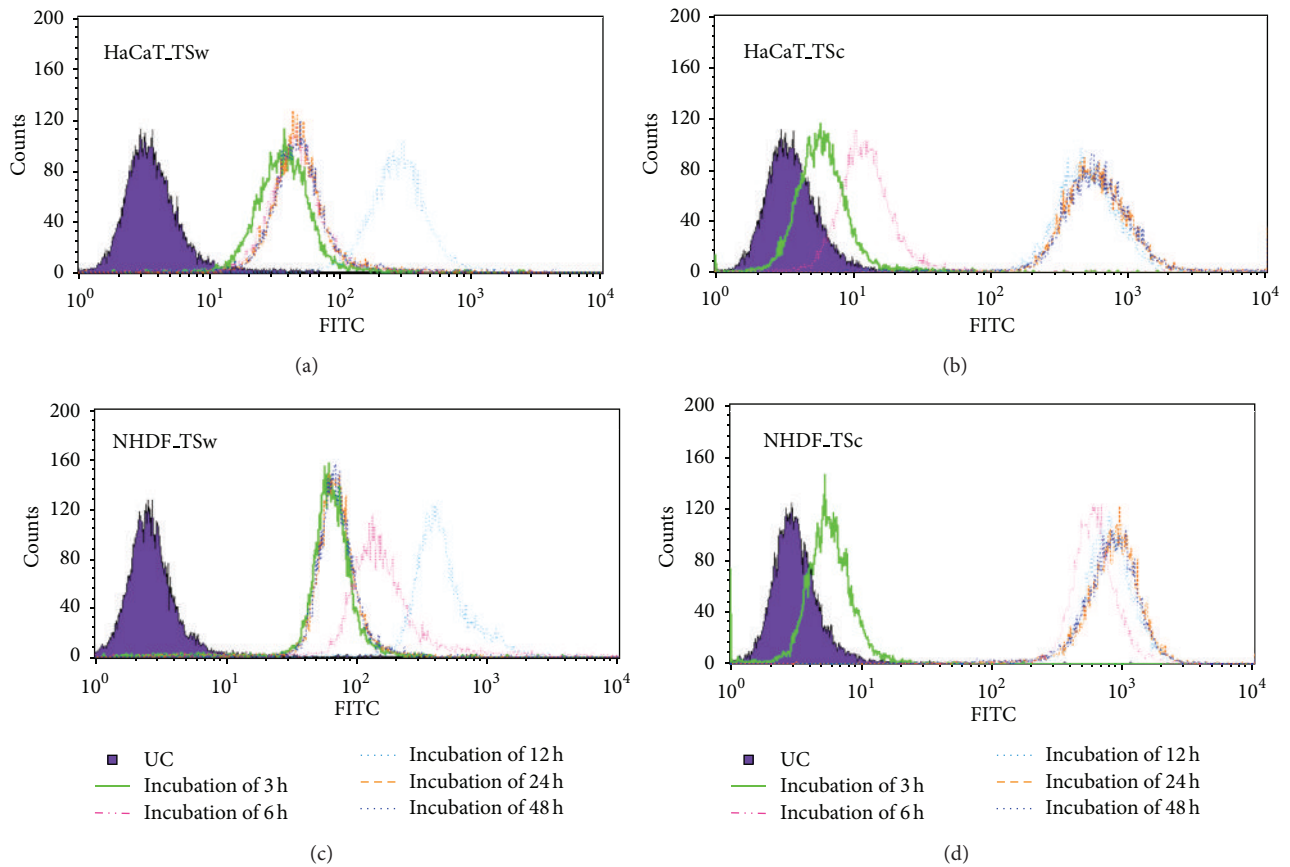 200
160
120
80
40
0
Counts
HaCaT_TSw
10^0
10^1
10^2
10^3
10^4
FITC
(a)
200
160
120
80
40
0
Counts
HaCaT_TSc
10^0
10^1
10^2
10^3
10^4
FITC
(b)
200
160
120
80
40
0
Counts
NHDF_TSw
10^0
10^1
10^2
10^3
10^4
FITC
UC
Incubation of 3 h
Incubation of 6 h
Incubation of 12 h
Incubation of 24 h
Incubation of 48 h
(c)
200
160
120
80
40
0
Counts
NHDF_TSc
10^0
10^1
10^2
10^3
10^4
FITC
UC
Incubation of 3 h
Incubation of 6 h
Incubation of 12 h
Incubation of 24 h
Incubation of 48 h
(d)